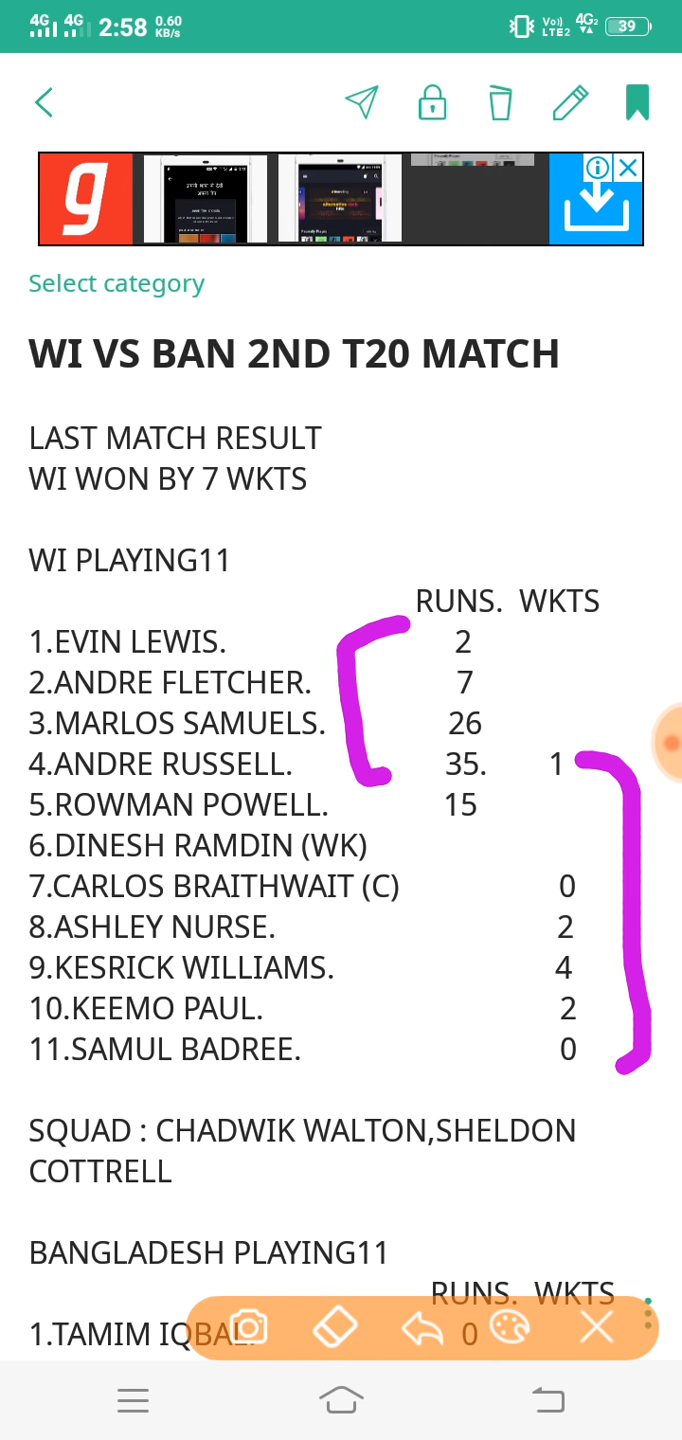 4G 4G 2:58 0.60 KB/s Vo)) LTE2 4G2 39
g
Select category
WI VS BAN 2ND T20 MATCH
LAST MATCH RESULT
WI WON BY 7 WKTS
WI PLAYING11
RUNS. WKTS
1.EVIN LEWIS. 2
2.ANDRE FLETCHER. 7
3.MARLOS SAMUELS. 26
4.ANDRE RUSSELL. 35. 1
5.ROWMAN POWELL. 15
6.DINESH RAMDIN (WK)
7.CARLOS BRAITHWAIT (C) 0
8.ASHLEY NURSE. 2
9.KESRICK WILLIAMS. 4
10.KEEMO PAUL. 2
11.SAMUL BADREE. 0
SQUAD : CHADWIK WALTON,SHELDON
COTTRELL
BANGLADESH PLAYING11
RUNS. WKTS
1.TAMIM IQBAL. 0